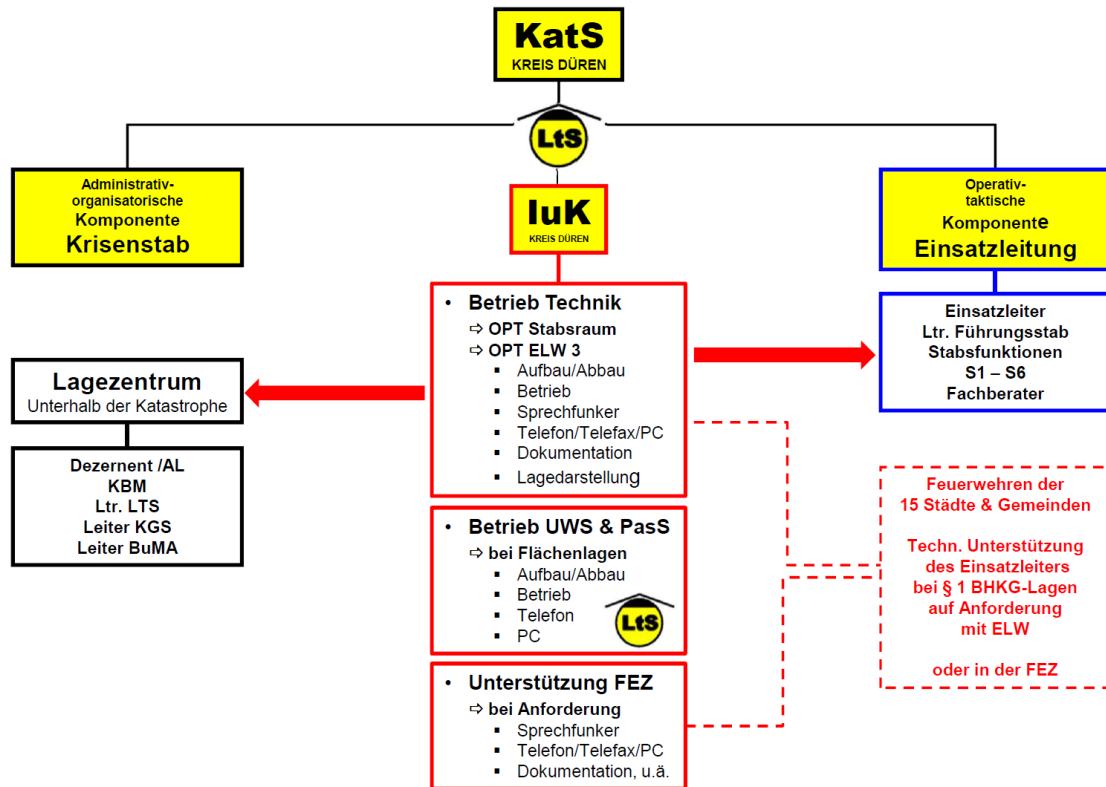 KatS
KREIS DÜREN
LtS
Administrativ-
organisatorische
Komponente
Krisenstab
IuK
KREIS DÜREN
Operativ-
taktische
Komponente
Einsatzleitung
• Betrieb Technik
⇨ OPT Stabsraum
⇨ OPT ELW 3
▪ Aufbau/Abbau
▪ Betrieb
▪ Sprechfunker
▪ Telefon/Telefax/PC
▪ Dokumentation
▪ Lagedarstellung
Einsatzleiter
Ltr. Führungsstab
Stabsfunktionen
S1 – S6
Fachberater
Lagezentrum
Unterhalb der Katastrophe
Dezernent /AL
KBM
Ltr. LTS
Leiter KGS
Leiter BuMA
• Betrieb UWS & PasS
⇨ bei Flächenlagen
▪ Aufbau/Abbau
▪ Betrieb
▪ Telefon
▪ PC
LtS
Feuerwehren der
15 Städte & Gemeinden
Techn. Unterstützung
des Einsatzleiters
bei § 1 BHKG-Lagen
auf Anforderung
mit ELW
oder in der FEZ
• Unterstützung FEZ
⇨ bei Anforderung
▪ Sprechfunker
▪ Telefon/Telefax/PC
▪ Dokumentation, u.ä.